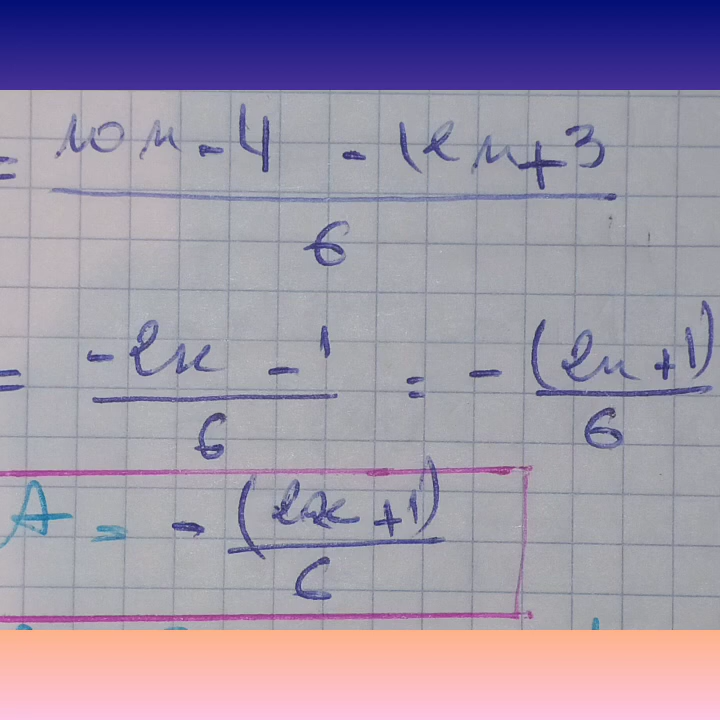 = 10x - 4 - 12x + 3
6
= -2x - 1 = - (2x + 1)
6 6
A = - (2x + 1)
6